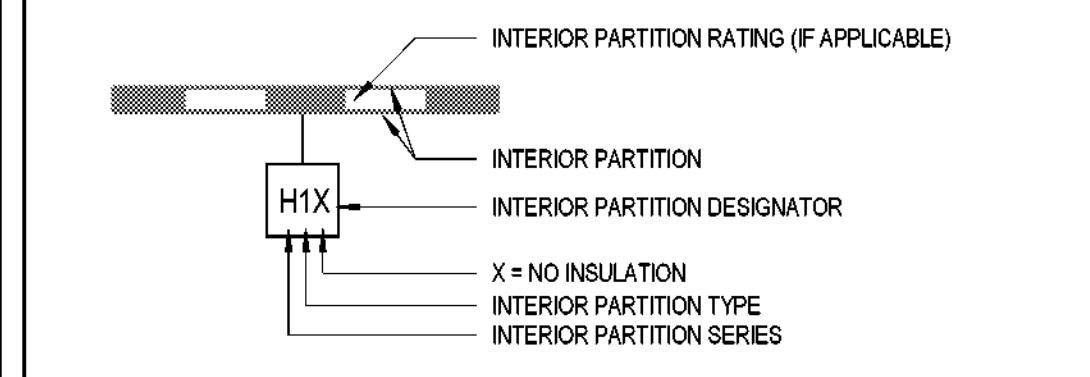 INTERIOR PARTITION RATING (IF APPLICABLE)
INTERIOR PARTITION
H1X
INTERIOR PARTITION DESIGNATOR
X = NO INSULATION
INTERIOR PARTITION TYPE
INTERIOR PARTITION SERIES